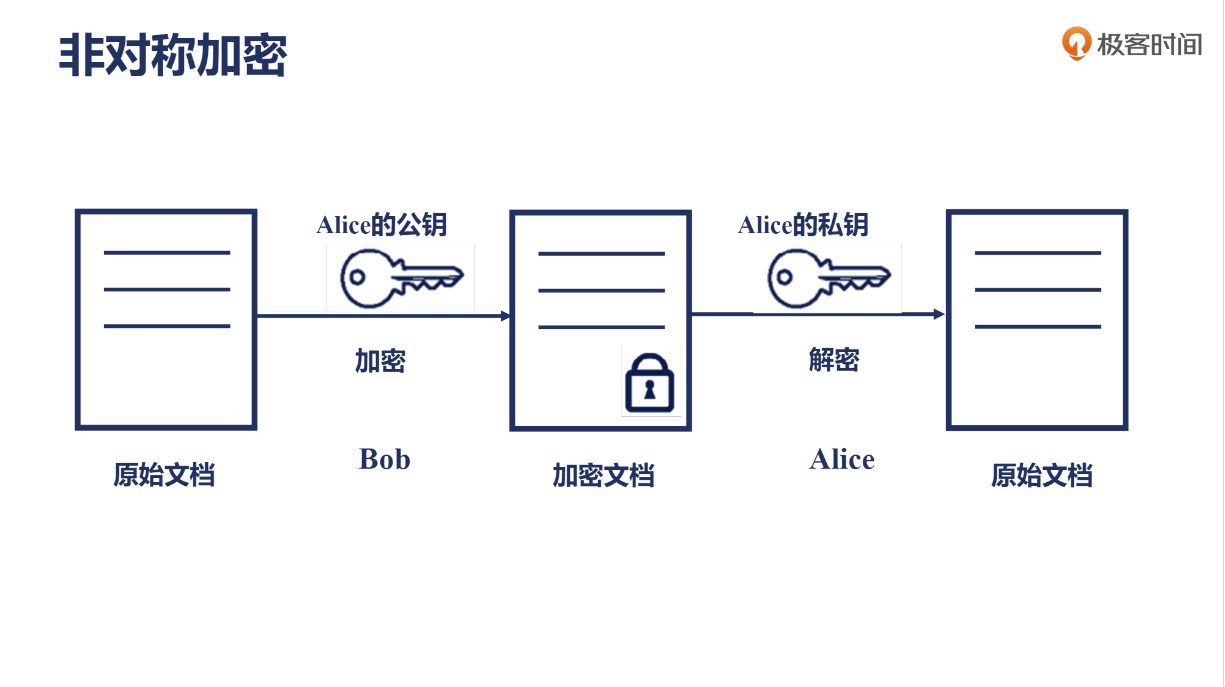 非对称加密
极客时间
Alice的公钥
Alice的私钥
加密
解密
Bob
Alice
原始文档
加密文档
原始文档